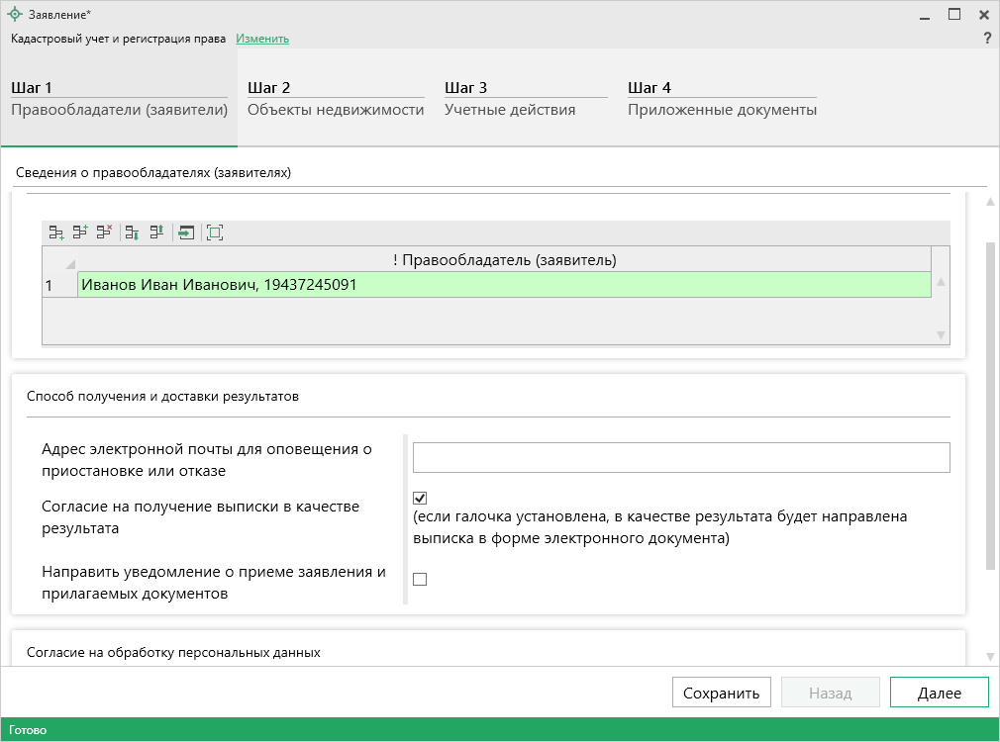 Заявление*
Кадастровый учет и регистрация права Изменить
?
Шаг 1
Правообладатели (заявители)
Шаг 2
Объекты недвижимости
Шаг 3
Учетные действия
Шаг 4
Приложенные документы
Сведения о правообладателях (заявителях)
! Правообладатель (заявитель)
1 Иванов Иван Иванович, 19437245091
Способ получения и доставки результатов
Адрес электронной почты для оповещения о
приостановке или отказе
Согласие на получение выписки в качестве
результата
(если галочка установлена, в качестве результата будет направлена
выписка в форме электронного документа)
Направить уведомление о приеме заявления и
прилагаемых документов
Согласие на обработку персональных данных
Сохранить
Назад
Далее
Готово